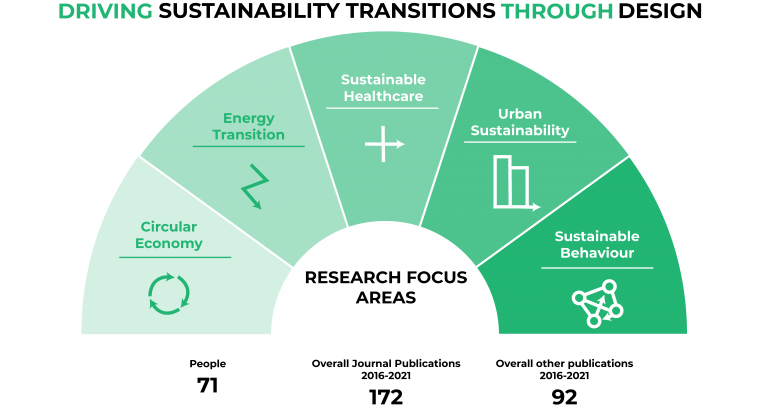 DRIVING SUSTAINABILITY TRANSITIONS THROUGH DESIGN
Sustainable
Healthcare
Energy
Transition
Urban
Sustainability
Circular
Economy
Sustainable
Behaviour
RESEARCH FOCUS
AREAS
People
71
Overall Journal Publications
2016-2021
172
Overall other publications
2016-2021
92